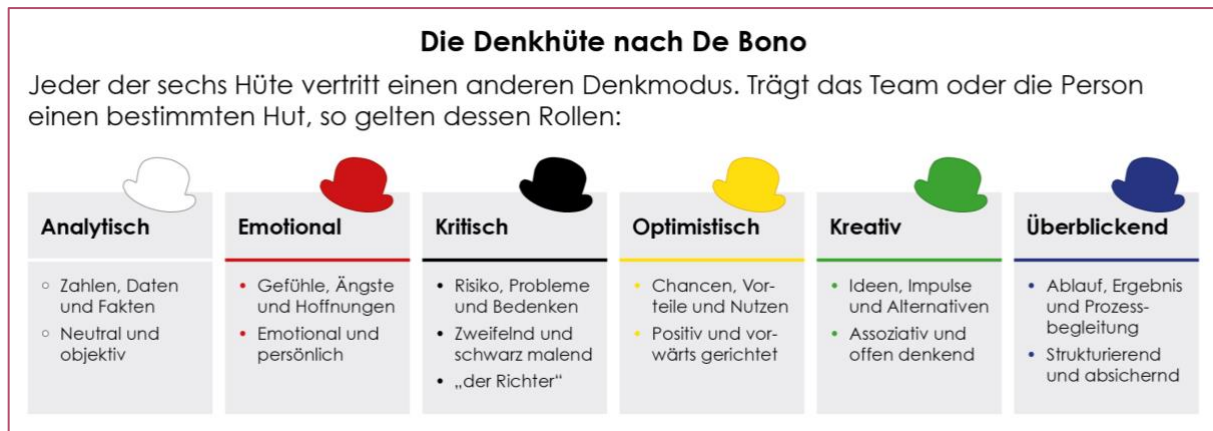 Die Denkhüte nach De Bono
Jeder der sechs Hüte vertritt einen anderen Denkmodus. Trägt das Team oder die Person
einen bestimmten Hut, so gelten dessen Rollen:
Analytisch
○ Zahlen, Daten
und Fakten
○ Neutral und
objektiv
Emotional
• Gefühle, Ängste
und Hoffnungen
• Emotional und
persönlich
Kritisch
• Risiko, Probleme
und Bedenken
• Zweifelnd und
schwarz malend
• „der Richter“
Optimistisch
• Chancen, Vor-
teile und Nutzen
• Positiv und vor-
wärts gerichtet
Kreativ
• Ideen, Impulse
und Alternativen
• Assoziativ und
offen denkend
Überblickend
• Ablauf, Ergebnis
und Prozess-
begleitung
• Strukturierend
und absichernd